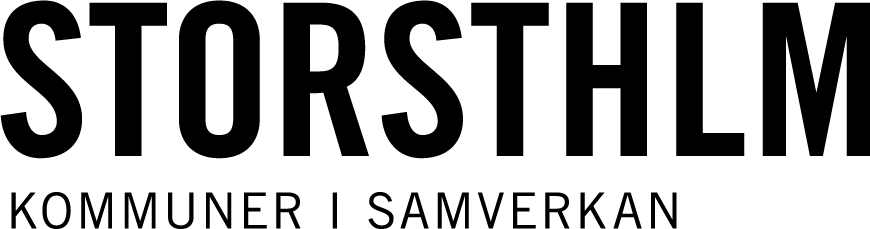 STORSTHLM
KOMMUNER I SAMVERKAN